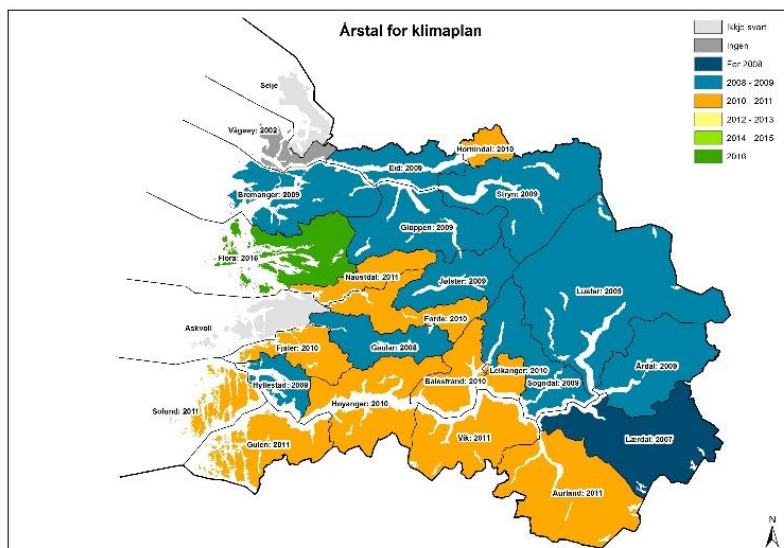 Årstal for klimaplan
Ikkje svart
Ingen
Før 2008
2008 - 2009
2010 - 2011
2012 - 2013
2014 - 2015
2016
Selje
Vågsøy: 2002
Hornindal: 2010
Eid: 2009
Stryn: 2009
Bremanger: 2009
Gloppen: 2009
Flora: 2016
Naustdal: 2011
Jølster: 2009
Luster: 2009
Askvoll
Førde: 2010
Gaular: 2008
Fjaler: 2010
Leikanger: 2010
Årdal: 2009
Hyllestad: 2009
Balestrand: 2010
Sogndal: 2009
Solund: 2011
Høyanger: 2010
Lærdal: 2007
Gulen: 2011
Vik: 2011
Aurland: 2011
N